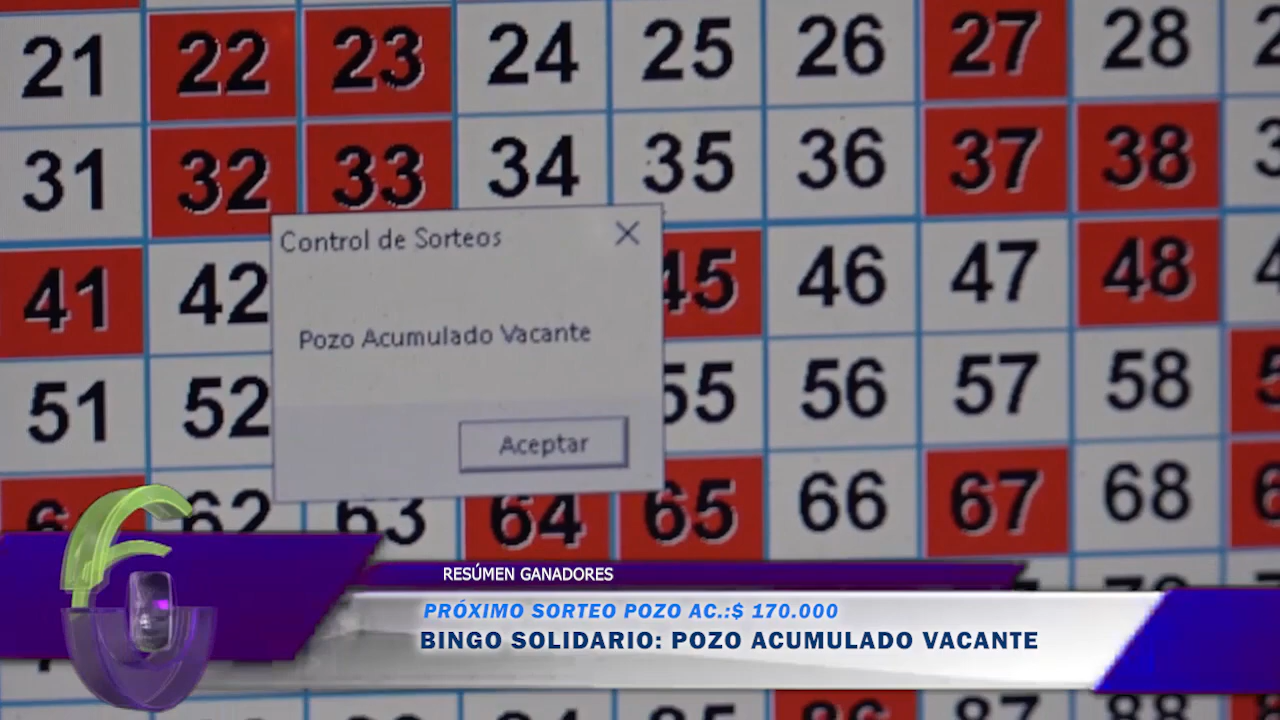 21 22 23 24 25 26 27 28
31 32 33 34 35 36 37 38
Control de Sorteos
41 42 45 46 47 48
Pozo Acumulado Vacante
51 52 55 56 57 58
Aceptar
62 63 64 65 66 67 68
RESÚMEN GANADORES
PRÓXIMO SORTEO POZO AC.:$ 170.000
BINGO SOLIDARIO: POZO ACUMULADO VACANTE